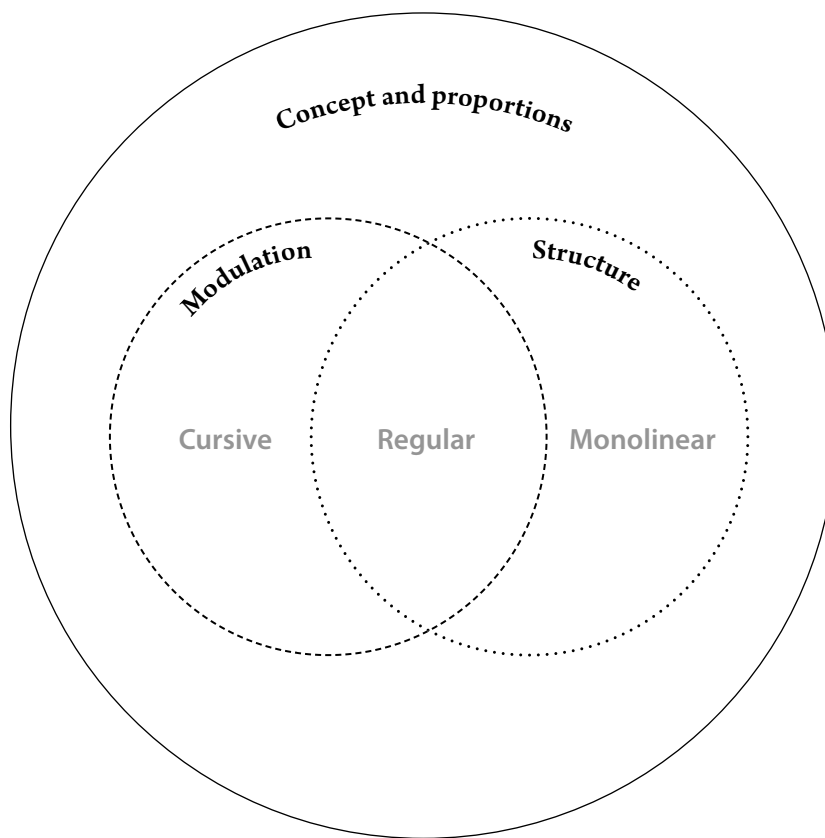 Concept and proportions
Modulation
Structure
Cursive
Regular
Monolinear